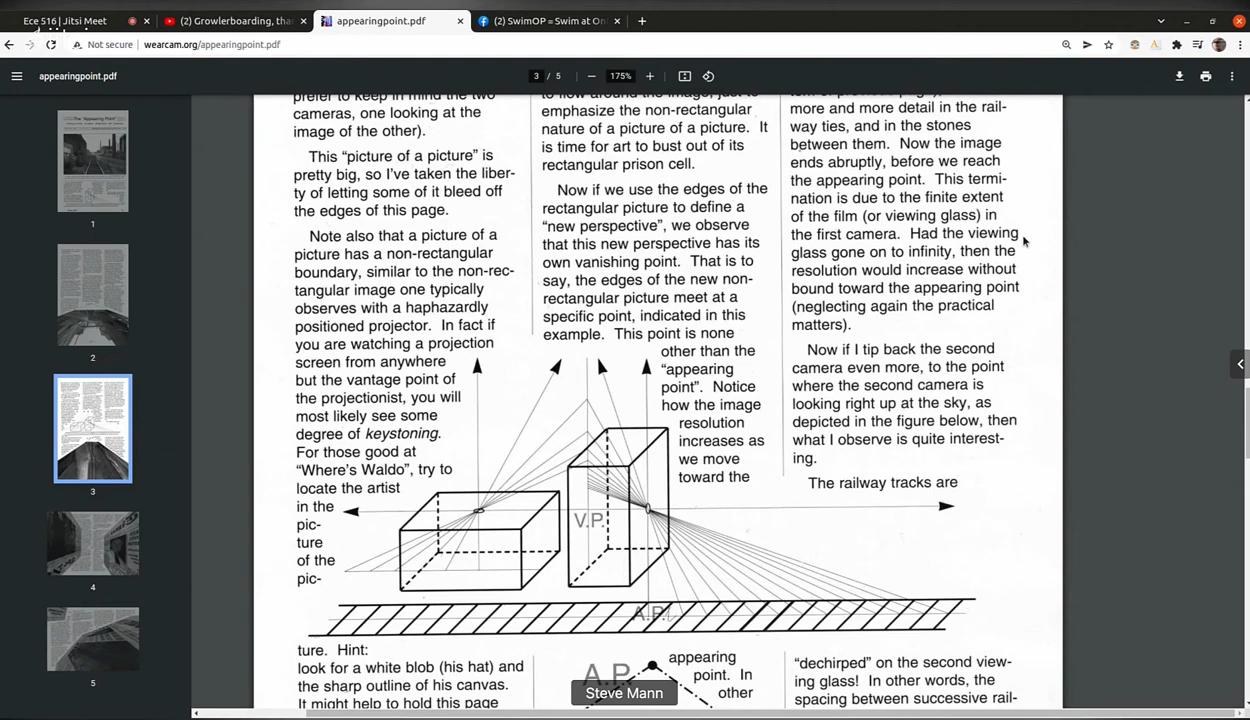 Ece 516 | Jitsi Meet
(2) Growlerboarding, tha
appearingpoint.pdf
(2) SwimOP = Swim at On
Not secure
wearcam.org/appearingpoint.pdf
appearingpoint.pdf
3 / 5
175%
1
2
3
4
5
prefer to keep in mind the two
cameras, one looking at the
image of the other).
This “picture of a picture” is
pretty big, so I’ve taken the liber-
ty of letting some of it bleed off
the edges of this page.
Note also that a picture of a
picture has a non-rectangular
boundary, similar to the non-rec-
tangular image one typically
observes with a haphazardly
positioned projector. In fact if
you are watching a projection
screen from anywhere
but the vantage point of
the projectionist, you will
most likely see some
degree of keystoning.
For those good at
“Where’s Waldo”, try to
locate the artist
in the
pic-
ture
of the
pic-
ture. Hint:
look for a white blob (his hat) and
the sharp outline of his canvas.
It might help to hold this page
to flow around the image, just to
emphasize the non-rectangular
nature of a picture of a picture. It
is time for art to bust out of its
rectangular prison cell.
Now if we use the edges of the
rectangular picture to define a
“new perspective”, we observe
that this new perspective has its
own vanishing point. That is to
say, the edges of the new non-
rectangular picture meet at a
specific point, indicated in this
example. This point is none
other than the
“appearing
point”. Notice
how the image
resolution
increases as
we move
toward the
V.P.
A.P.
A.P.
appearing
point. In
other
more and more detail in the rail-
way ties, and in the stones
between them. Now the image
ends abruptly, before we reach
the appearing point. This termi-
nation is due to the finite extent
of the film (or viewing glass) in
the first camera. Had the viewing
glass gone on to infinity, then the
resolution would increase without
bound toward the appearing point
(neglecting again the practical
matters).
Now if I tip back the second
camera even more, to the point
where the second camera is
looking right up at the sky, as
depicted in the figure below, then
what I observe is quite interest-
ing.
The railway tracks are
“dechirped” on the second view-
ing glass! In other words, the
spacing between successive rail-
Steve Mann